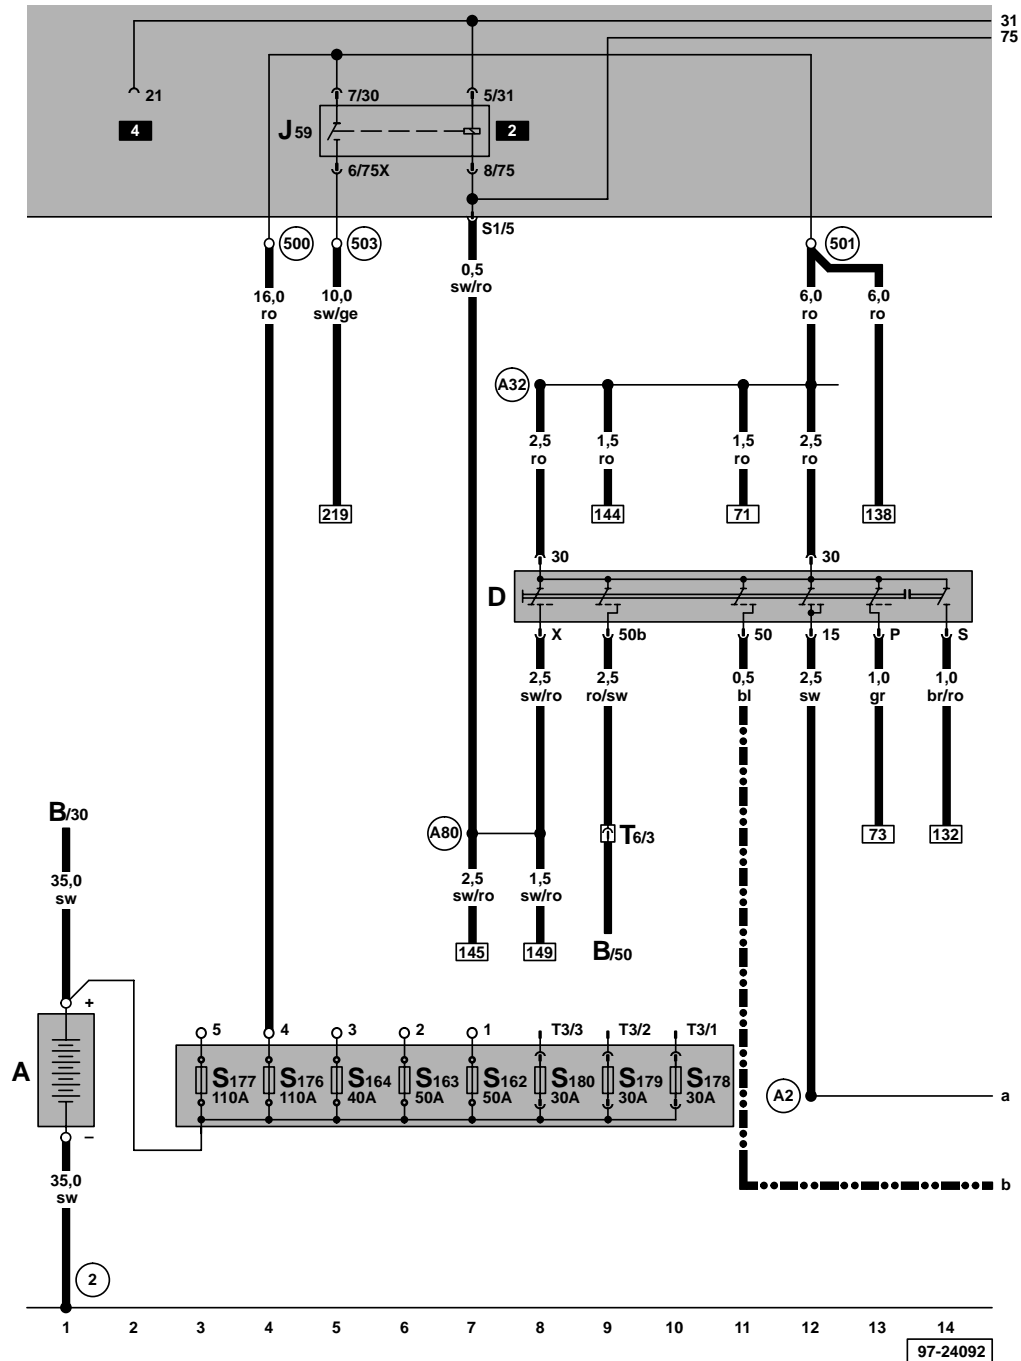 31
75
21
7/30
5/31
4
J59
2
6/75X
8/75
S1/5
500
503
501
0,5
sw/ro
16,0
ro
10,0
sw/ge
6,0
ro
6,0
ro
A32
2,5
ro
1,5
ro
1,5
ro
2,5
ro
219
144
71
138
30
30
D
X
50b
50
15
P
S
2,5
sw/ro
2,5
ro/sw
0,5
bl
2,5
sw
1,0
gr
1,0
br/ro
B/30
A80
T6/3
73
132
35,0
sw
2,5
sw/ro
1,5
sw/ro
145
149
B/50
+
5
4
3
2
1
T3/3
T3/2
T3/1
A
S177
110A
S176
110A
S164
40A
S163
50A
S162
50A
S180
30A
S179
30A
S178
30A
A2
a
–
35,0
sw
b
2
1 2 3 4 5 6 7 8 9 10 11 12 13 14
97-24092